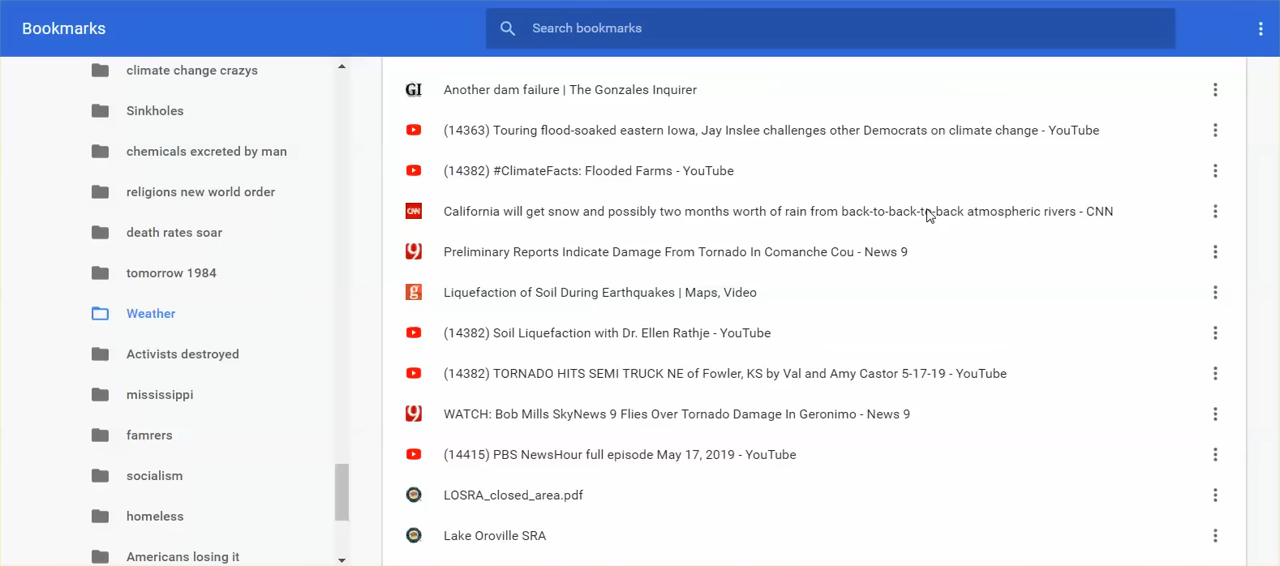 Bookmarks
Search bookmarks
climate change crazys
Sinkholes
chemicals excreted by man
religions new world order
death rates soar
tomorrow 1984
Weather
Activists destroyed
mississippi
famrers
socialism
homeless
Americans losing it
GI Another dam failure | The Gonzales Inquirer
(14363) Touring flood-soaked eastern Iowa, Jay Inslee challenges other Democrats on climate change - YouTube
(14382) #ClimateFacts: Flooded Farms - YouTube
CNN California will get snow and possibly two months worth of rain from back-to-back-to-back atmospheric rivers - CNN
9 Preliminary Reports Indicate Damage From Tornado In Comanche Cou - News 9
g Liquefaction of Soil During Earthquakes | Maps, Video
(14382) Soil Liquefaction with Dr. Ellen Rathje - YouTube
(14382) TORNADO HITS SEMI TRUCK NE of Fowler, KS by Val and Amy Castor 5-17-19 - YouTube
9 WATCH: Bob Mills SkyNews 9 Flies Over Tornado Damage In Geronimo - News 9
(14415) PBS NewsHour full episode May 17, 2019 - YouTube
LOSRA_closed_area.pdf
Lake Oroville SRA